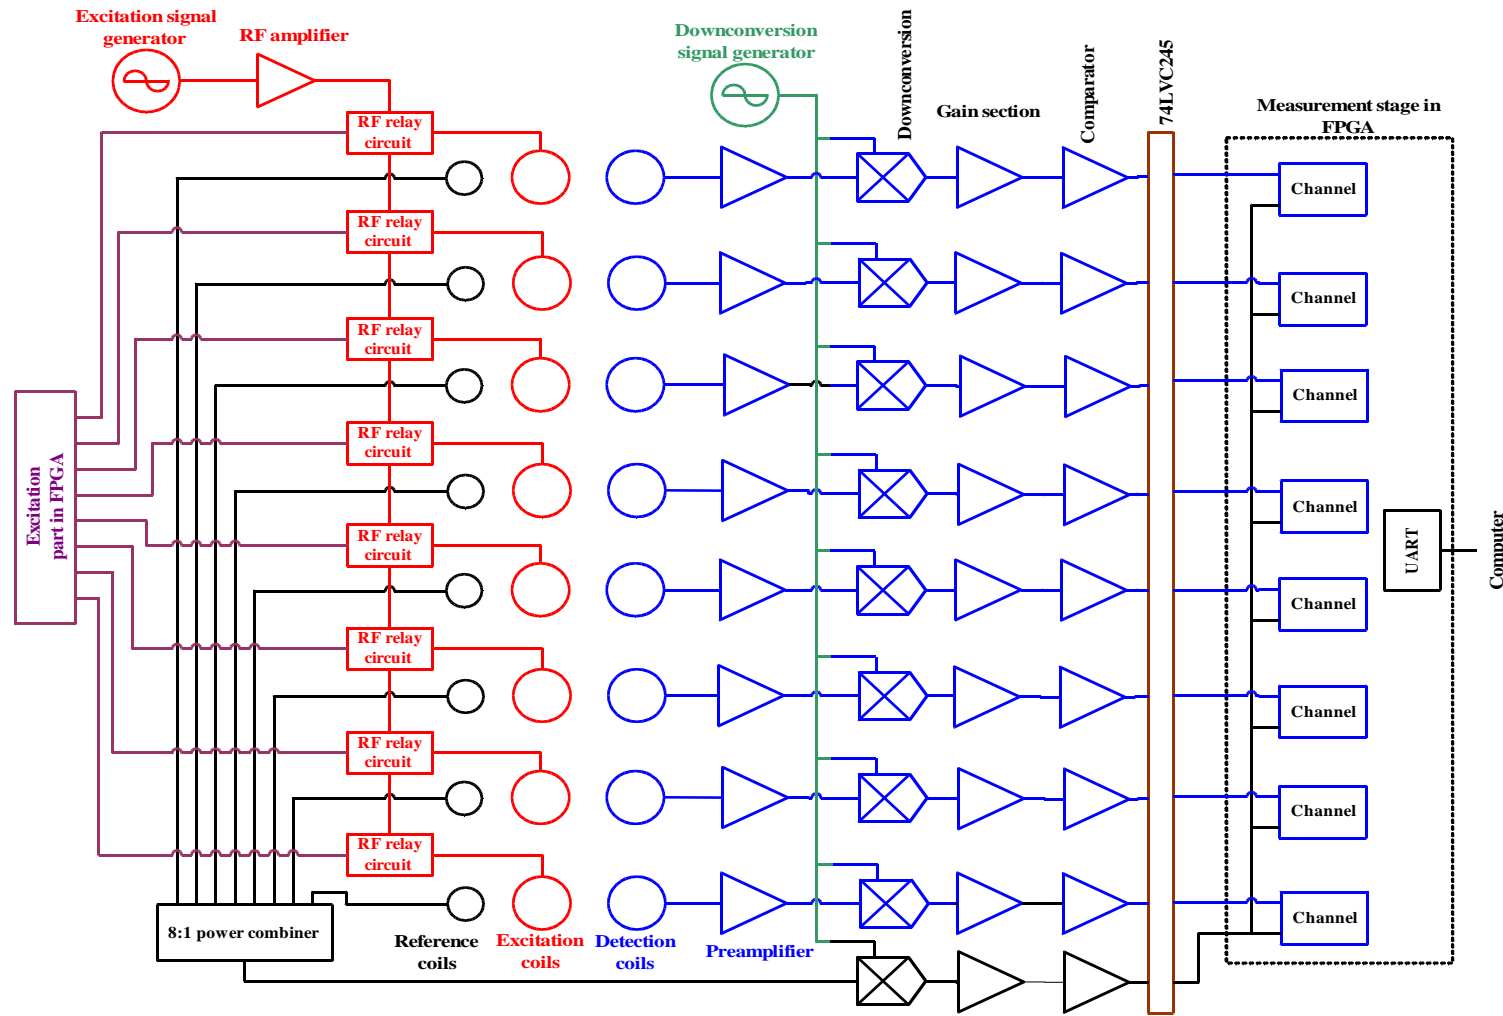 Excitation signal
generator
RF amplifier
Downconversion
signal generator
Downconversion
Gain section
Comparator
74LVC245
Measurement stage in
FPGA
RF relay
circuit
Channel
RF relay
circuit
Channel
RF relay
circuit
Channel
RF relay
circuit
Channel
Excitation
part in FPGA
UART
Computer
RF relay
circuit
Channel
RF relay
circuit
Channel
RF relay
circuit
Channel
RF relay
circuit
Channel
8:1 power combiner
Reference
coils
Excitation
coils
Detection
coils
Preamplifier